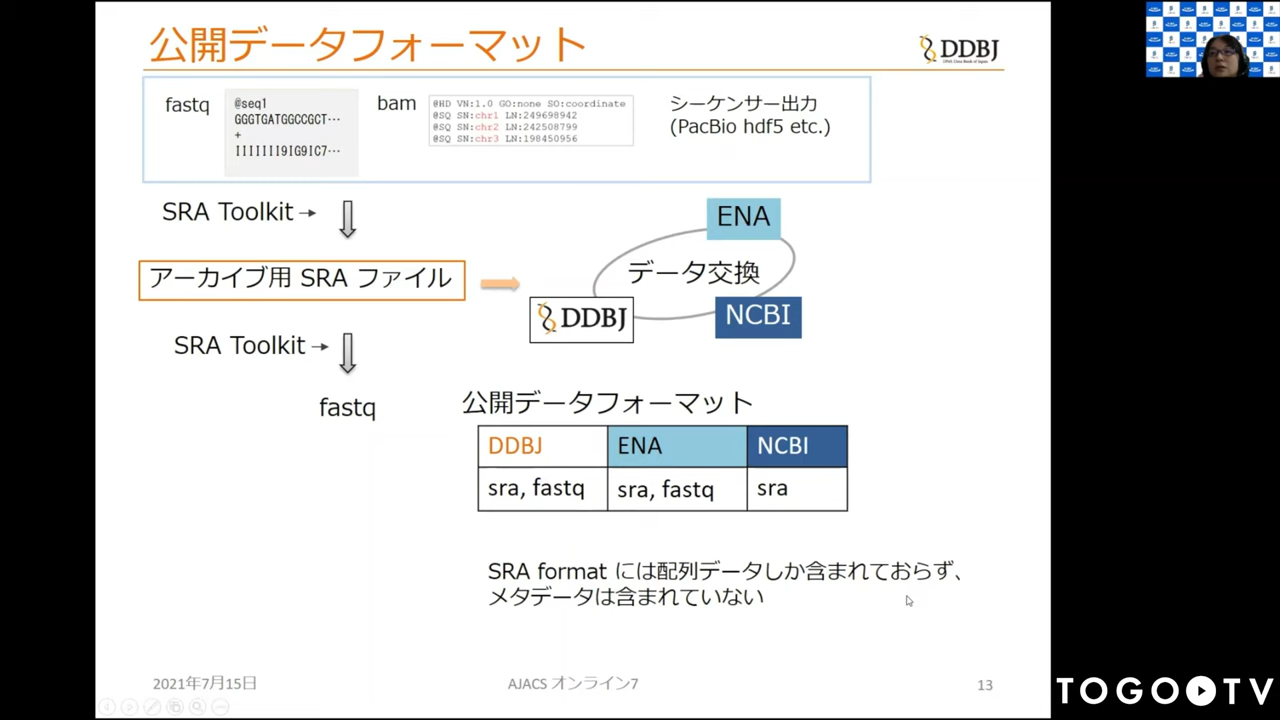 公開データフォーマット
DDBJ
fastq
@seq1
GGGTGATGGCCGCT…
+
IIIIIII9IG9IC7…
bam
@HD VN:1.0 GO:none SO:coordinate
@SQ SN:chr1 LN:249698942
@SQ SN:chr2 LN:242508799
@SQ SN:chr3 LN:198450956
シーケンサー出力
(PacBio hdf5 etc.)
SRA Toolkit→
アーカイブ用 SRA ファイル
SRA Toolkit→
fastq
ENA
データ交換
DDBJ
NCBI
公開データフォーマット
DDBJ ENA NCBI
sra, fastq sra, fastq sra
SRA format には配列データしか含まれておらず、
メタデータは含まれていない
2021年7月15日
AJACS オンライン7
13
TOGO TV